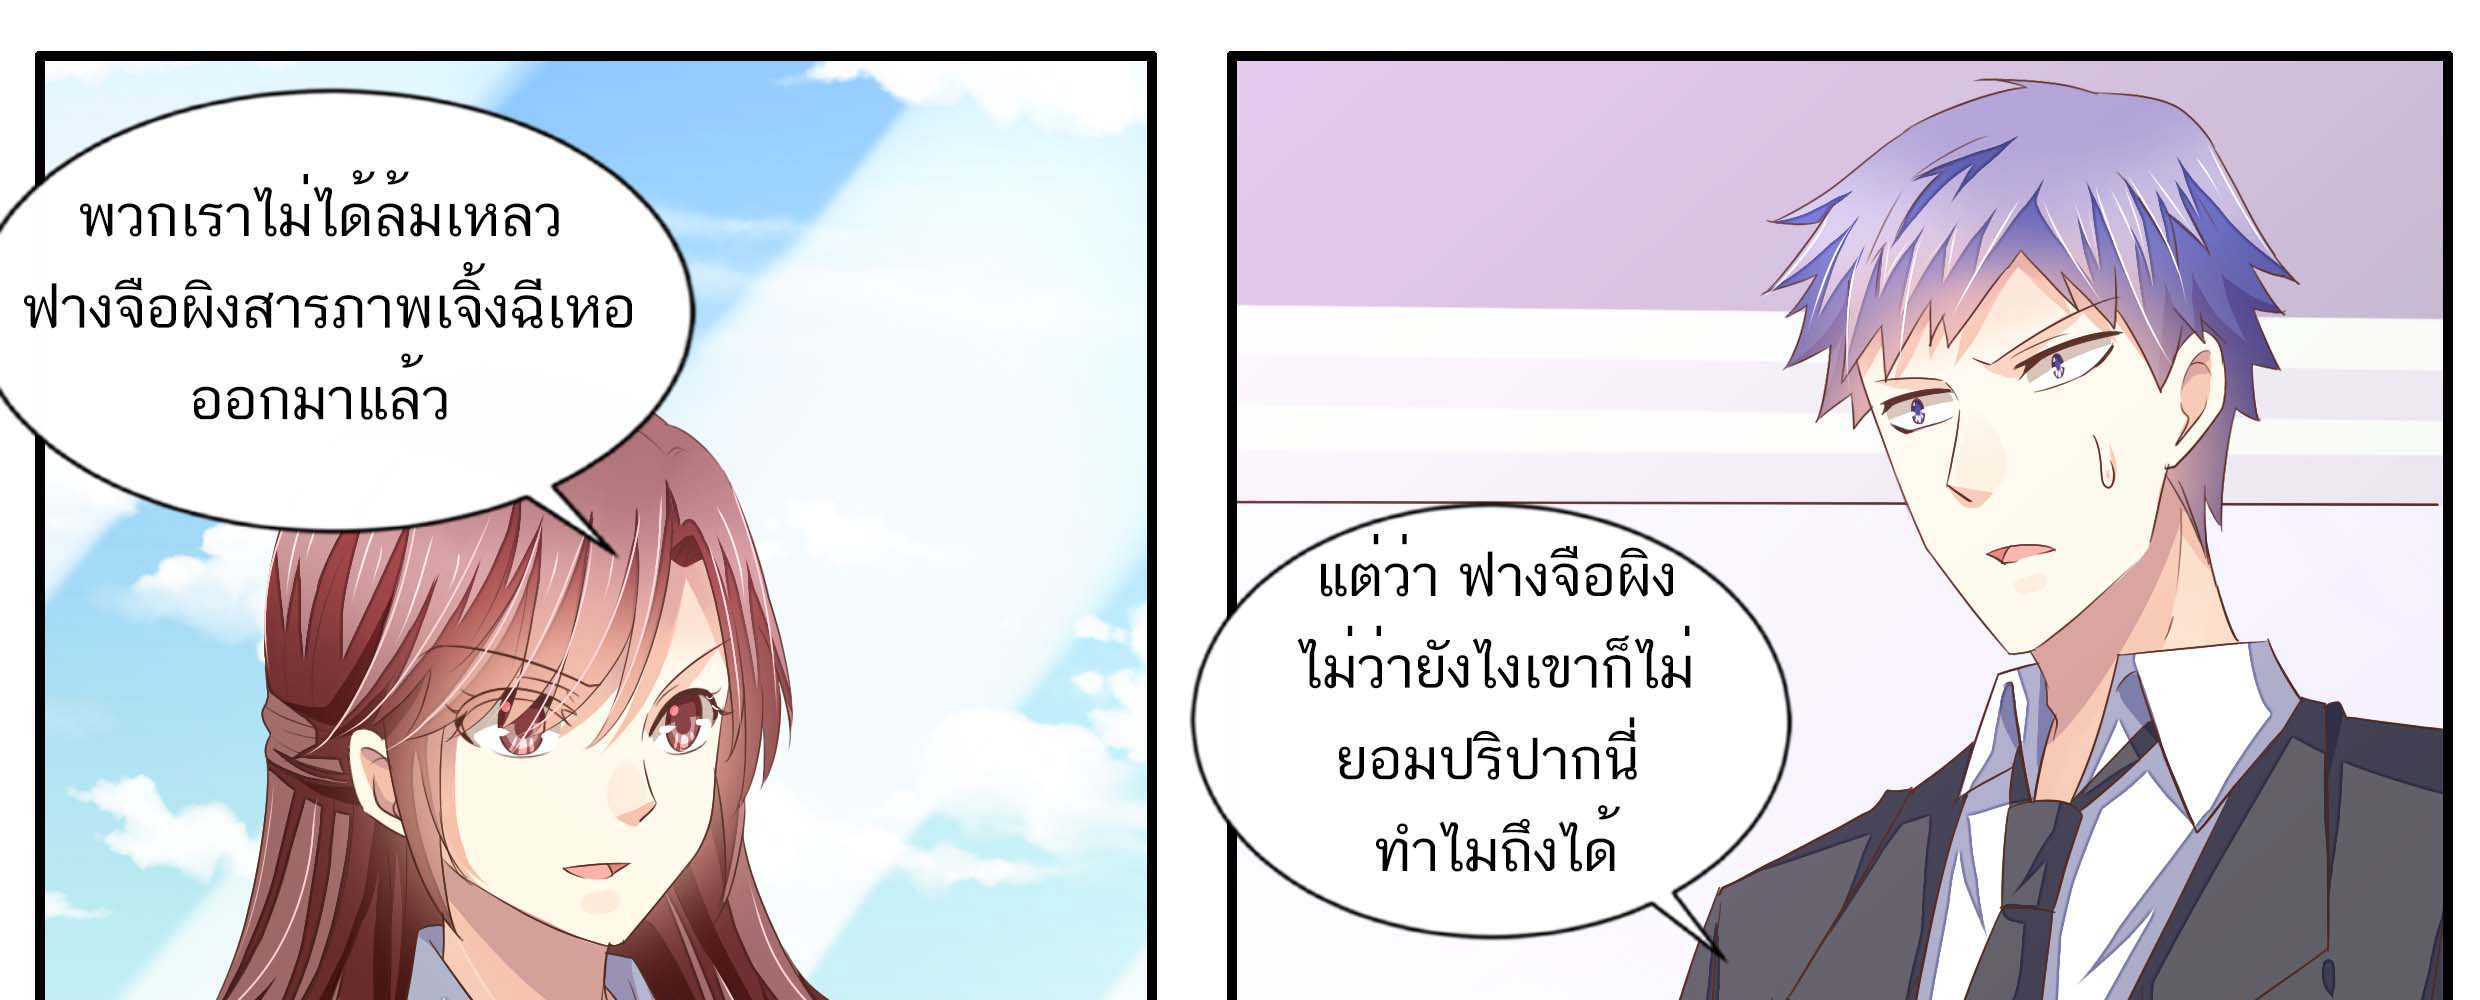 พวกเราไม่ได้ล้มเหลว
ฟางจือผิงสารภาพเจิ้งฉีเหอ
ออกมาแล้ว
แต่ว่า ฟางจือผิง
ไม่ว่ายังไงเขาก็ไม่
ยอมปริปากนี่
ทำไมถึงได้